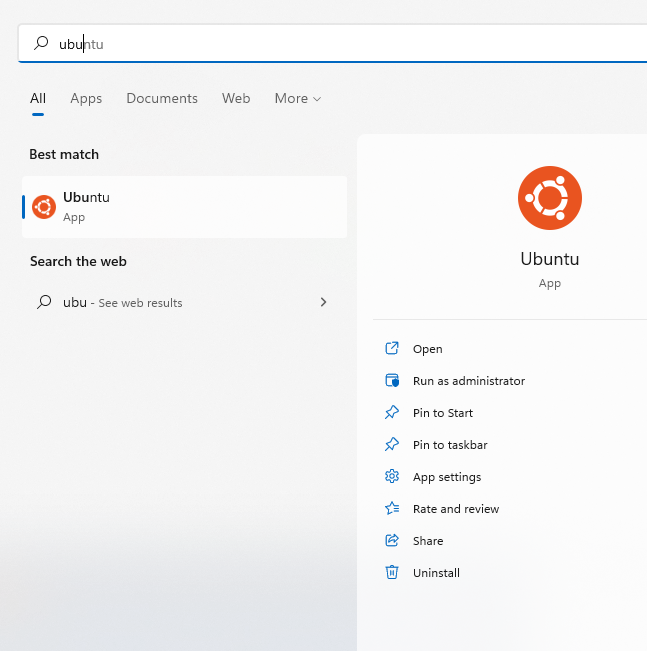 ubuntu
All Apps Documents Web More
Best match
Ubuntu
App
Search the web
ubu - See web results
Ubuntu
App
Open
Run as administrator
Pin to Start
Pin to taskbar
App settings
Rate and review
Share
Uninstall